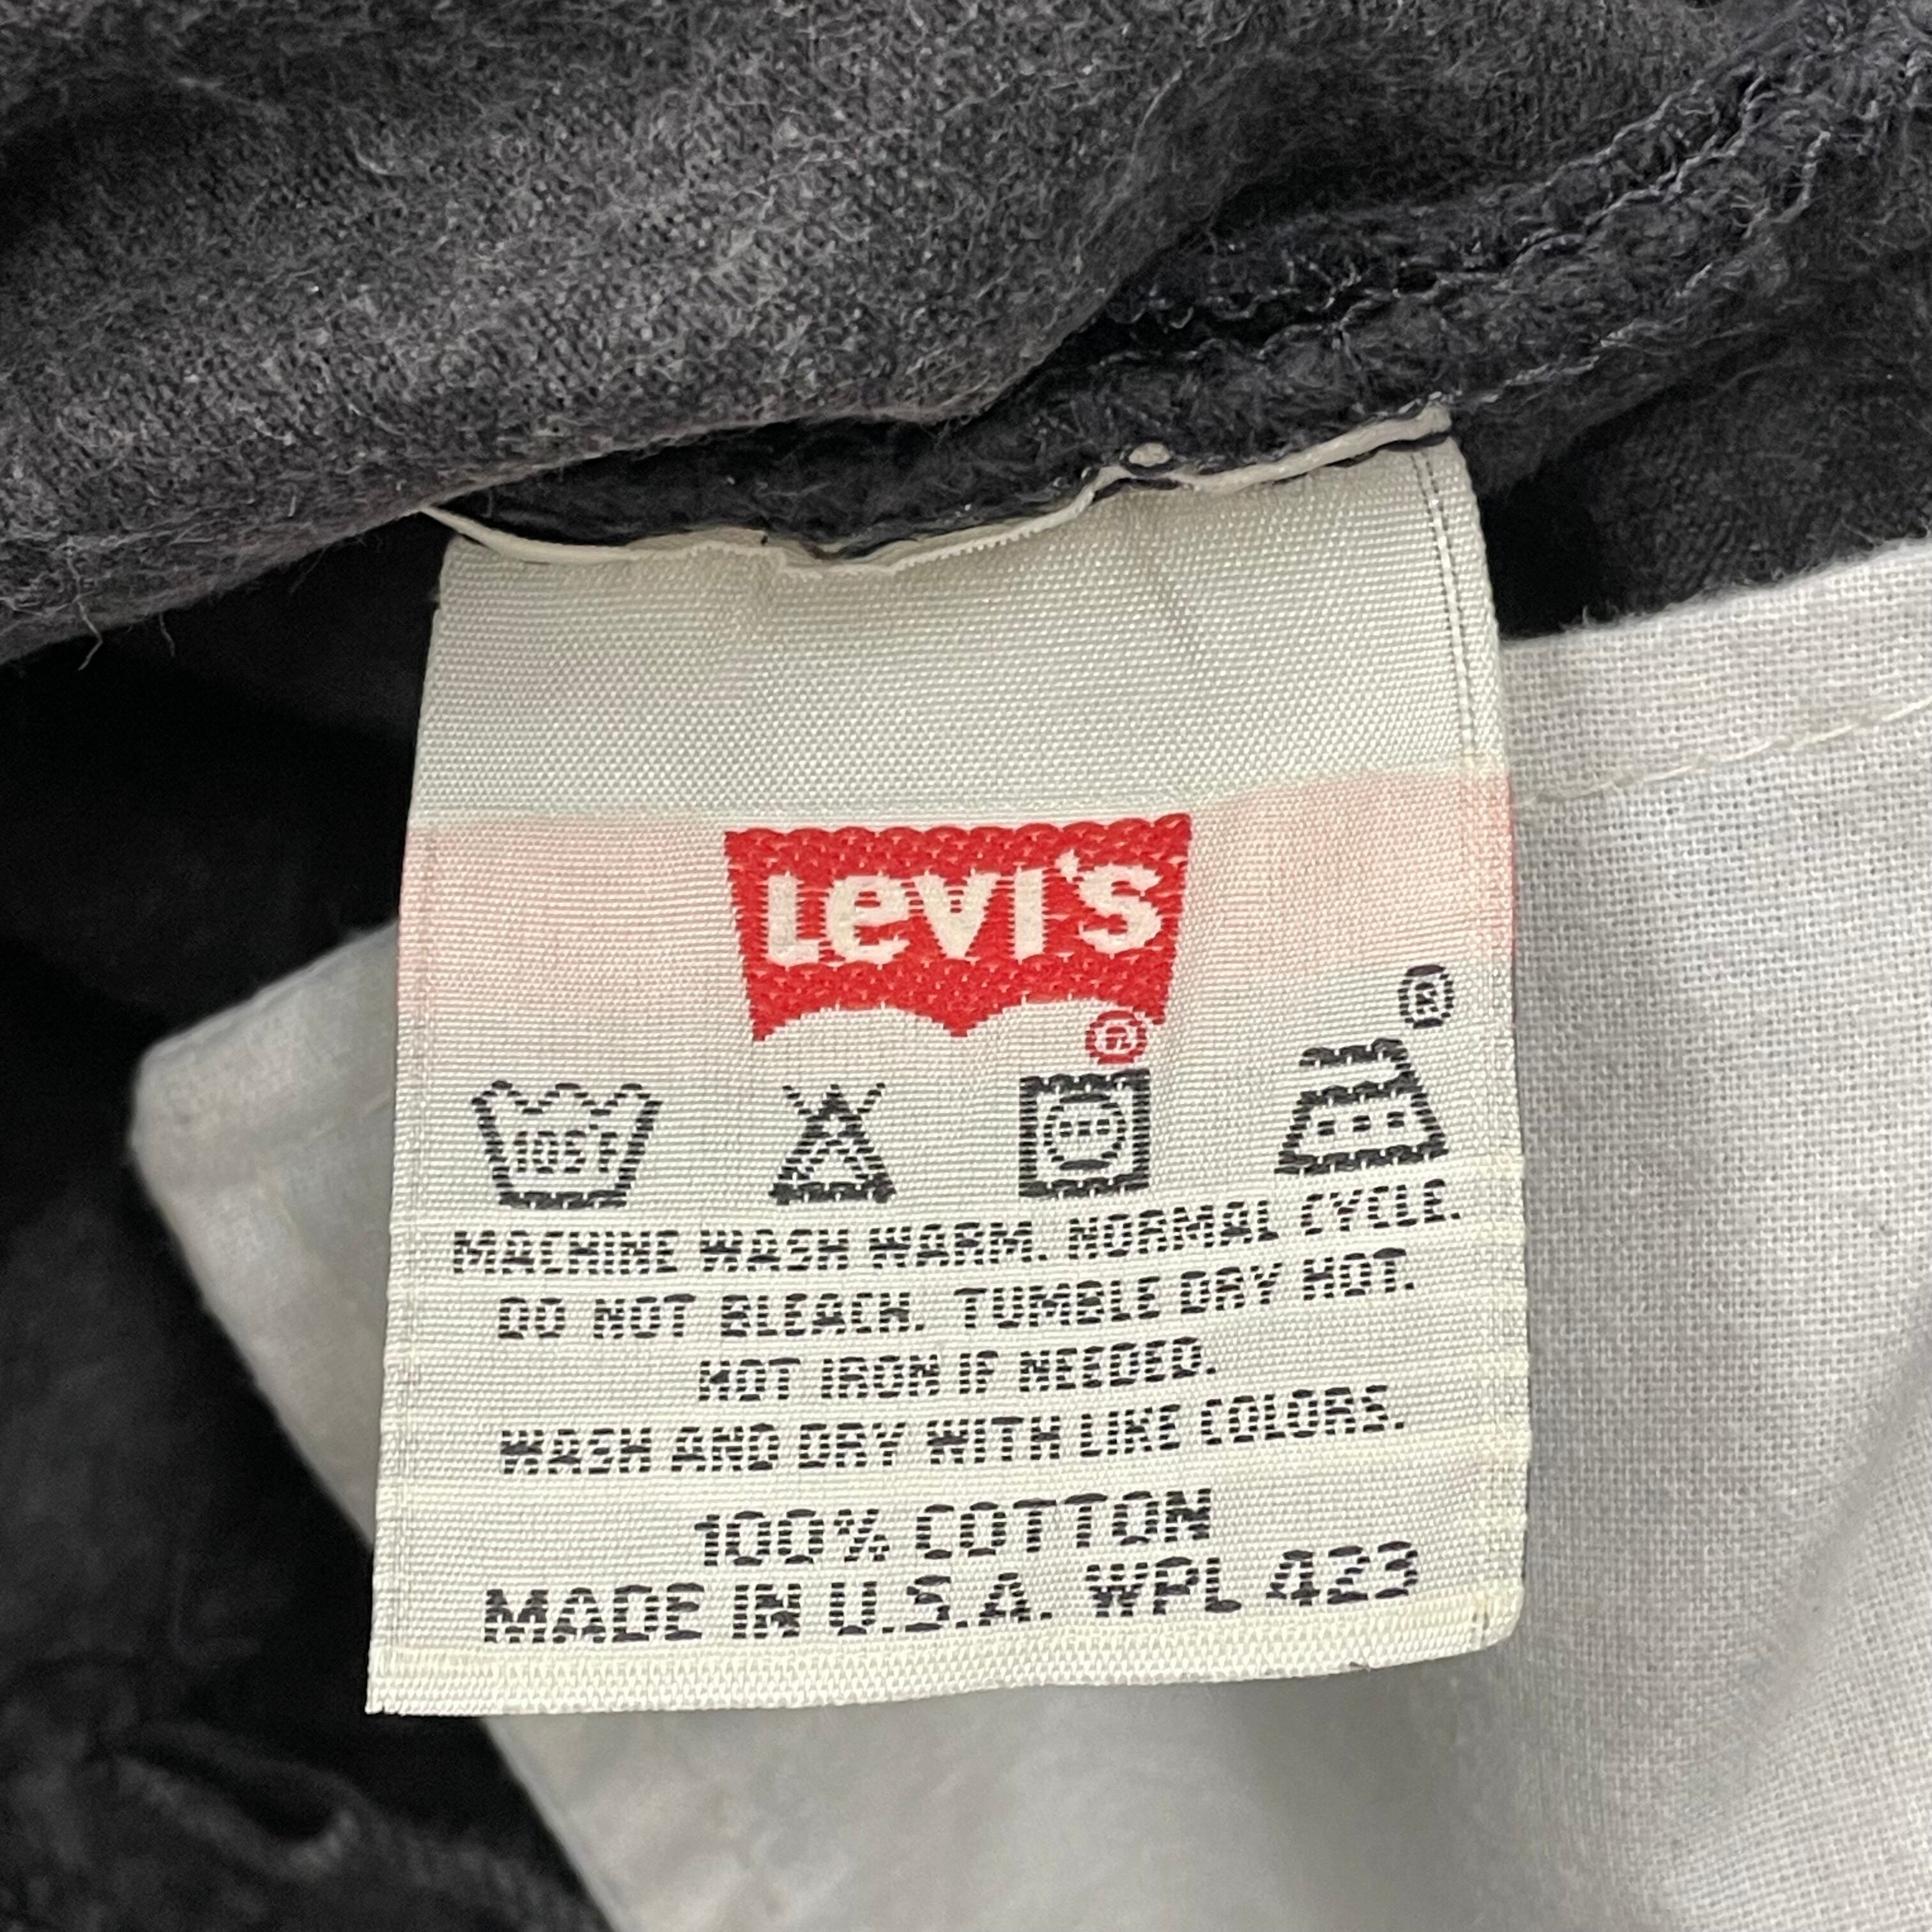 Levi's
®
®
105°F
MACHINE WASH WARM. NORMAL CYCLE.
DO NOT BLEACH. TUMBLE DRY HOT.
HOT IRON IF NEEDED.
WASH AND DRY WITH LIKE COLORS.
100% COTTON
MADE IN U.S.A. WPL 423